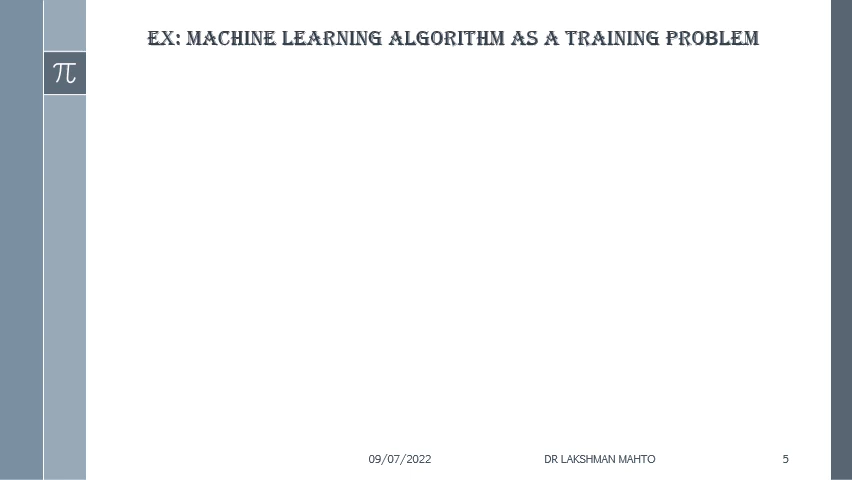 EX: MACHINE LEARNING ALGORITHM AS A TRAINING PROBLEM
π
09/07/2022 DR LAKSHMAN MAHTO 5